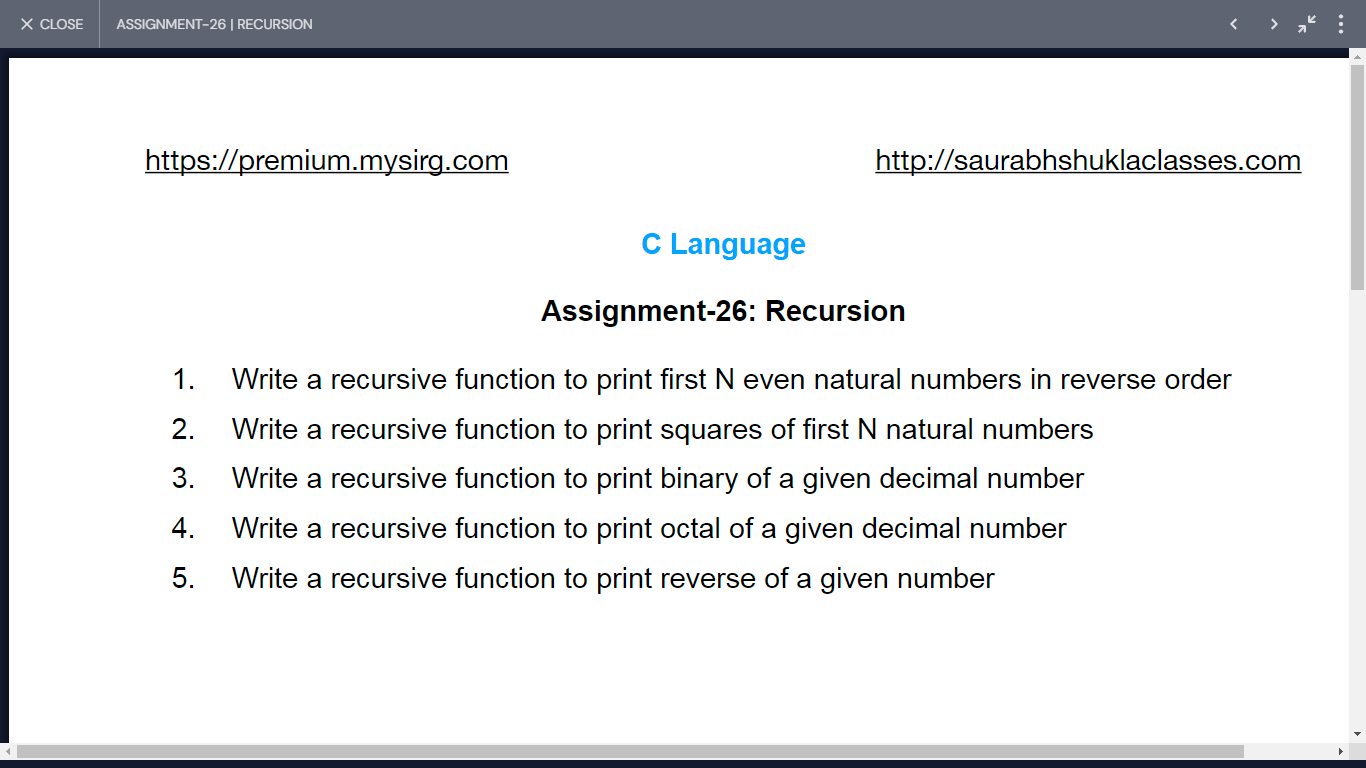 CLOSE
ASSIGNMENT-26 | RECURSION
https://premium.mysirg.com
http://saurabhshuklaclasses.com
C Language
Assignment-26: Recursion
1. Write a recursive function to print first N even natural numbers in reverse order
2. Write a recursive function to print squares of first N natural numbers
3. Write a recursive function to print binary of a given decimal number
4. Write a recursive function to print octal of a given decimal number
5. Write a recursive function to print reverse of a given number